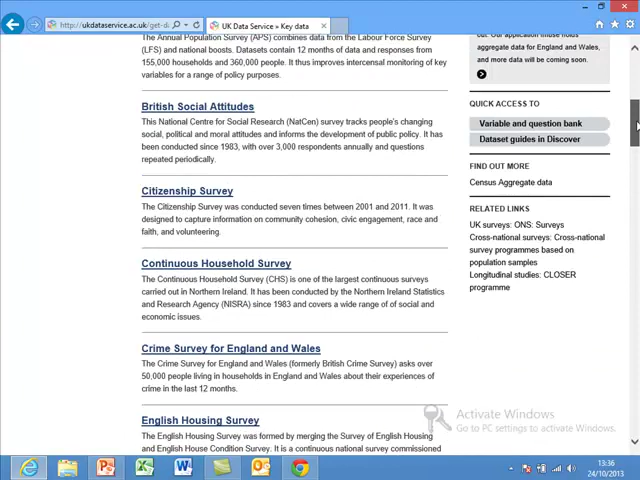 http://ukdataservice.ac.uk/get-d
UK Data Service » Key data
The Annual Population Survey (APS) combines data from the Labour Force Survey
(LFS) and national boosts. Datasets contain 12 months of data and responses from
155,000 households and 360,000 people. It thus improves intercensal monitoring of key
variables for a range of policy purposes.
British Social Attitudes
This National Centre for Social Research (NatCen) survey tracks people's changing
social, political and moral attitudes and informs the development of public policy. It has
been conducted since 1983, with over 3,000 respondents annually and questions
repeated periodically.
Citizenship Survey
The Citizenship Survey was conducted seven times between 2001 and 2011. It was
designed to capture information on community cohesion, civic engagement, race and
faith, and volunteering.
Continuous Household Survey
The Continuous Household Survey (CHS) is one of the largest continuous surveys
carried out in Northern Ireland. It has been conducted by the Northern Ireland Statistics
and Research Agency (NISRA) since 1983 and covers a wide range of of social and
economic issues.
Crime Survey for England and Wales
The Crime Survey for England and Wales (formerly British Crime Survey) asks over
50,000 people living in households in England and Wales about their experiences of
crime in the last 12 months.
English Housing Survey
The English Housing Survey was formed by merging the Survey of English Housing
and English House Condition Survey. It is a continuous national survey commissioned
aggregate data for England and Wales,
and more data will be coming soon.
QUICK ACCESS TO
Variable and question bank
Dataset guides in Discover
FIND OUT MORE
Census Aggregate data
RELATED LINKS
UK surveys: ONS: Surveys
Cross-national surveys: Cross-national
survey programmes based on
population samples
Longitudinal studies: CLOSER
programme
Activate Windows
Go to PC settings to activate Windows.
13:36
24/10/2013